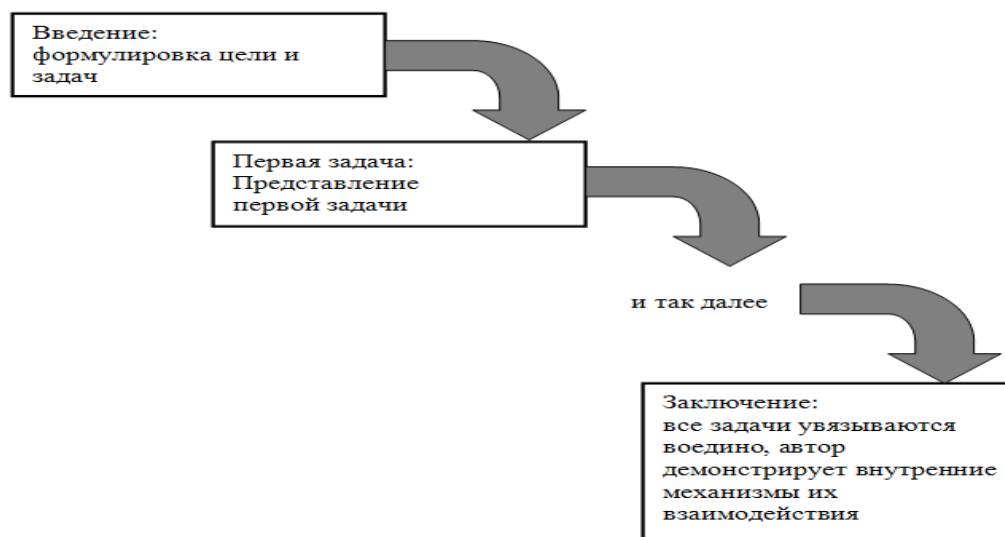 Введение:
формулировка цели и
задач
Первая задача:
Представление
первой задачи
и так далее
Заключение:
все задачи увязываются
воедино, автор
демонстрирует внутренние
механизмы их
взаимодействия